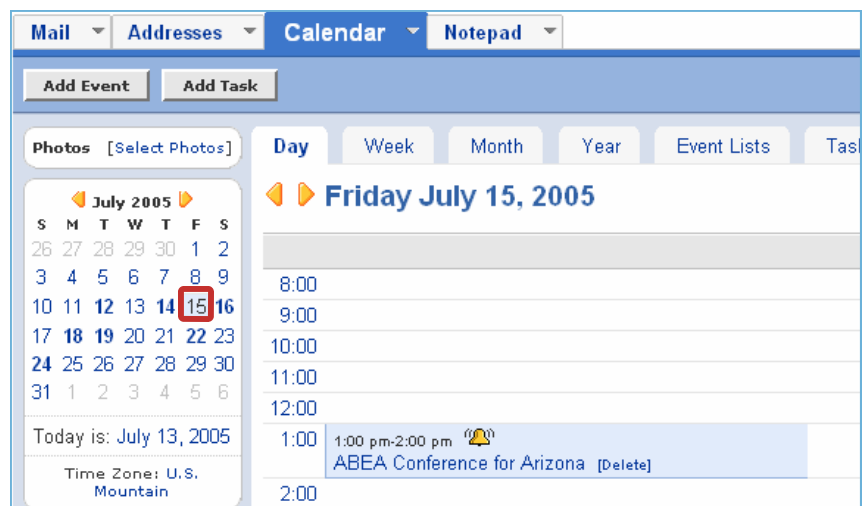 Mail Addresses Calendar Notepad
Add Event Add Task
Photos [Select Photos]
Day Week Month Year Event Lists
July 2005
S M T W T F S
26 27 28 29 30 1 2
3 4 5 6 7 8 9
10 11 12 13 14 15 16
17 18 19 20 21 22 23
24 25 26 27 28 29 30
31 1 2 3 4 5 6
Today is: July 13, 2005
Time Zone: U.S.
Mountain
Friday July 15, 2005
8:00
9:00
10:00
11:00
12:00
1:00 1:00 pm-2:00 pm
ABEA Conference for Arizona [Delete]
2:00